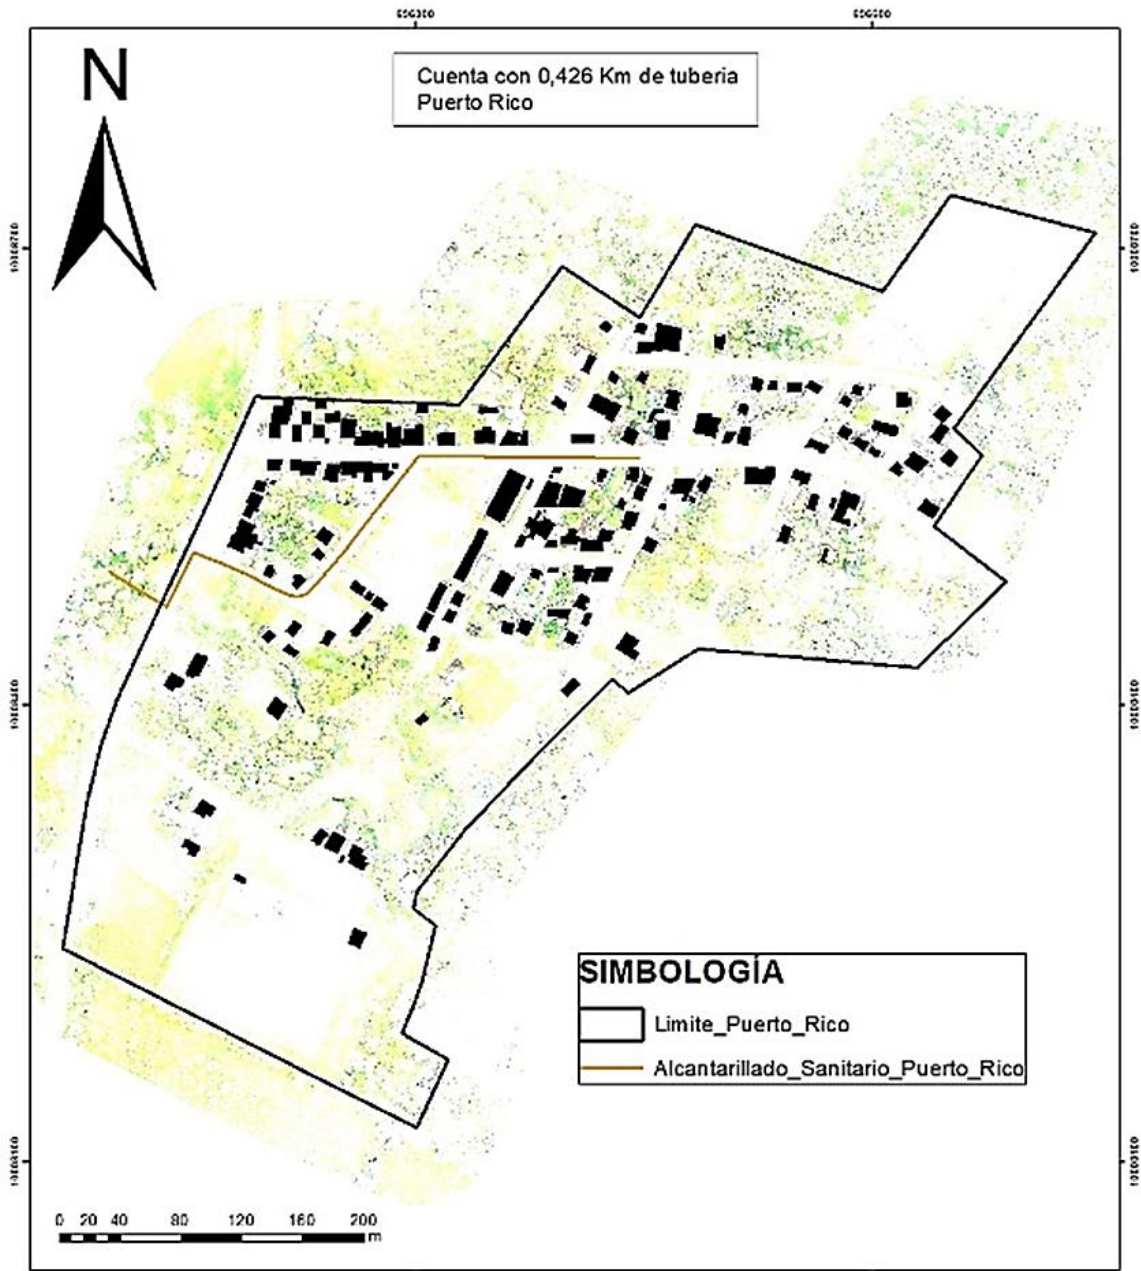 N
Cuenta con 0,426 Km de tuberia
Puerto Rico
SIMBOLOGÍA
Limite_Puerto_Rico
Alcantarillado_Sanitario_Puerto_Rico
0 20 40 80 120 160 200
m